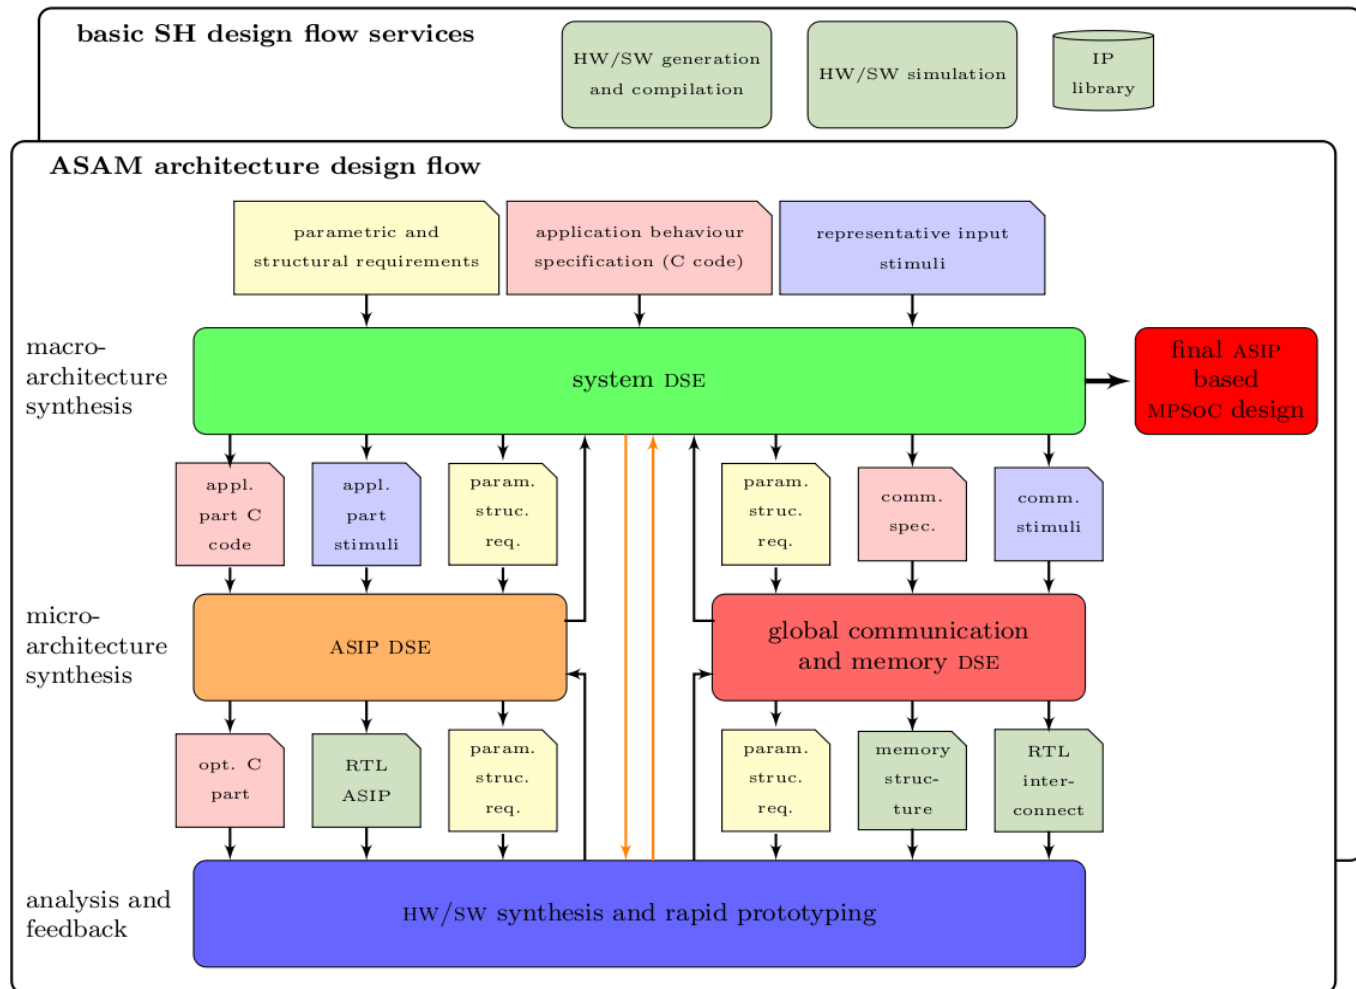 basic SH design flow services
HW/SW generation
and compilation
HW/SW simulation
IP
library
ASAM architecture design flow
parametric and
structural requirements
application behaviour
specification (C code)
representative input
stimuli
macro-
architecture
synthesis
system DSE
final ASIP
based
MPSoC design
appl.
part C
code
appl.
part
stimuli
param.
struc.
req.
param.
struc.
req.
comm.
spec.
comm.
stimuli
micro-
architecture
synthesis
ASIP DSE
global communication
and memory DSE
opt. C
part
RTL
ASIP
param.
struc.
req.
param.
struc.
req.
memory
struc-
ture
RTL
inter-
connect
analysis and
feedback
HW/SW synthesis and rapid prototyping